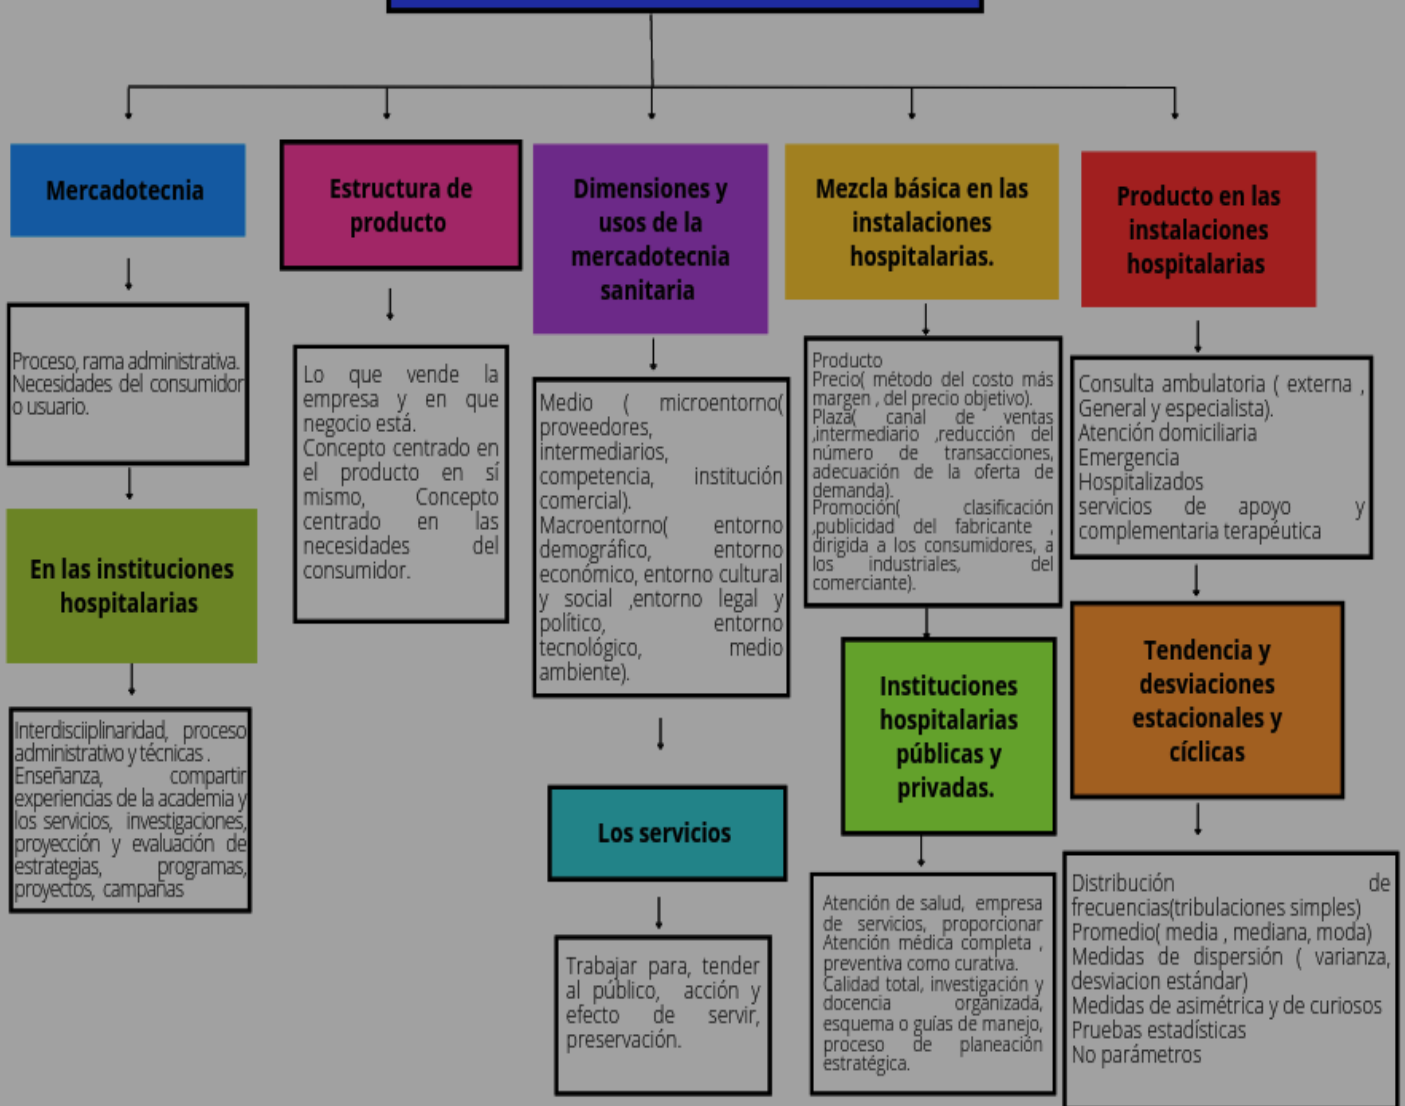 Mercadotecnia
Proceso, rama administrativa.
Necesidades del consumidor
o usuario.
En las instituciones
hospitalarias
Interdisciiplinaridad, proceso
administrativo y técnicas .
Enseñanza, compartir
experiencias de la academia y
los servicios, investigaciones,
proyección y evaluación de
estrategias, programas,
proyectos, campañas
Estructura de
producto
Lo que vende la
empresa y en que
negocio está.
Concepto centrado en
el producto en sí
mismo, Concepto
centrado en las
necesidades del
consumidor.
Dimensiones y
usos de la
mercadotecnia
sanitaria
Medio ( microentorno(
proveedores,
intermediarios,
competencia, institución
comercial).
Macroentorno( entorno
demográfico, entorno
económico, entorno cultural
y social ,entorno legal y
político, entorno
tecnológico, medio
ambiente).
Los servicios
Trabajar para, tender
al público, acción y
efecto de servir,
preservación.
Mezcla básica en las
instalaciones
hospitalarias.
Producto
Precio( método del costo más
margen , del precio objetivo).
Plaza( canal de ventas
,intermediario ,reducción del
número de transacciones,
adecuación de la oferta de
demanda).
Promoción( clasificación
,publicidad del fabricante ,
dirigida a los consumidores, a
los industriales, del
comerciante).
Instituciones
hospitalarias
públicas y
privadas.
Atención de salud, empresa
de servicios, proporcionar
Atención médica completa ,
preventiva como curativa.
Calidad total, investigación y
docencia organizada,
esquema o guías de manejo,
proceso de planeación
estratégica.
Producto en las
instalaciones
hospitalarias
Consulta ambulatoria ( externa ,
General y especialista).
Atención domiciliaria
Emergencia
Hospitalizados
servicios de apoyo y
complementaria terapéutica
Tendencia y
desviaciones
estacionales y
cíclicas
Distribución de
frecuencias(tribulaciones simples)
Promedio( media , mediana, moda)
Medidas de dispersión ( varianza,
desviacion estándar)
Medidas de asimétrica y de curiosos
Pruebas estadísticas
No parámetros